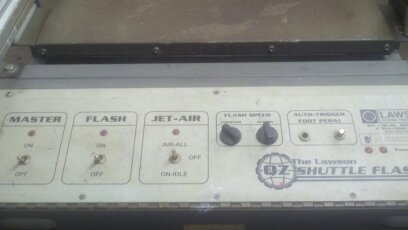 MASTER
ON
OFF
FLASH
ON
OFF
JET-AIR
AIR-ALL
OFF
ON-IDLE
FLASH SPEED
AUTO-TRIGGER
FOOT PEDAL
LAWS
The Lawson
SHUTTLE FLAS